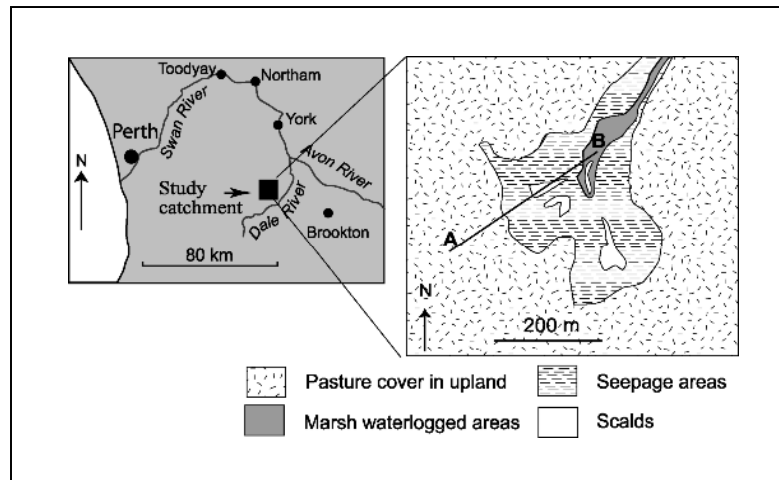 Toodyay
Northam
Swan River
York
Perth
Avon River
N
Study
catchment
Dale River
Brookton
80 km
B
A
N
200 m
Pasture cover in upland
Seepage areas
Marsh waterlogged areas
Scalds